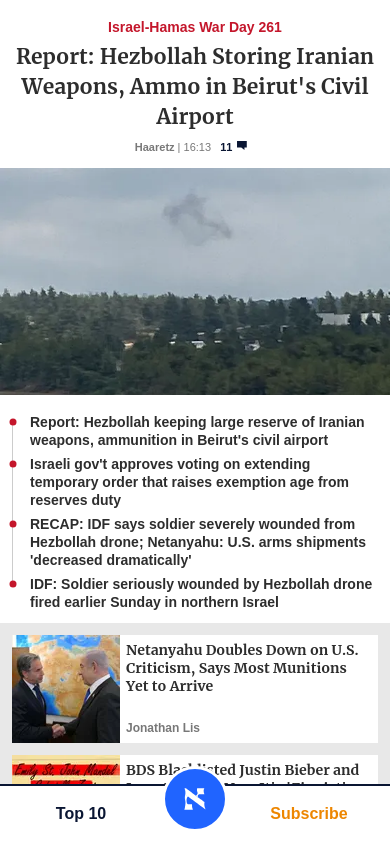 Israel-Hamas War Day 261
Report: Hezbollah Storing Iranian
Weapons, Ammo in Beirut's Civil
Airport
Haaretz | 16:13 11
Report: Hezbollah keeping large reserve of Iranian
weapons, ammunition in Beirut's civil airport
Israeli gov't approves voting on extending
temporary order that raises exemption age from
reserves duty
RECAP: IDF says soldier severely wounded from
Hezbollah drone; Netanyahu: U.S. arms shipments
'decreased dramatically'
IDF: Soldier seriously wounded by Hezbollah drone
fired earlier Sunday in northern Israel
Netanyahu Doubles Down on U.S.
Criticism, Says Most Munitions
Yet to Arrive
Jonathan Lis
Emily St. John Mandel
BDS Justin Bieber and
Top 10
Subscribe